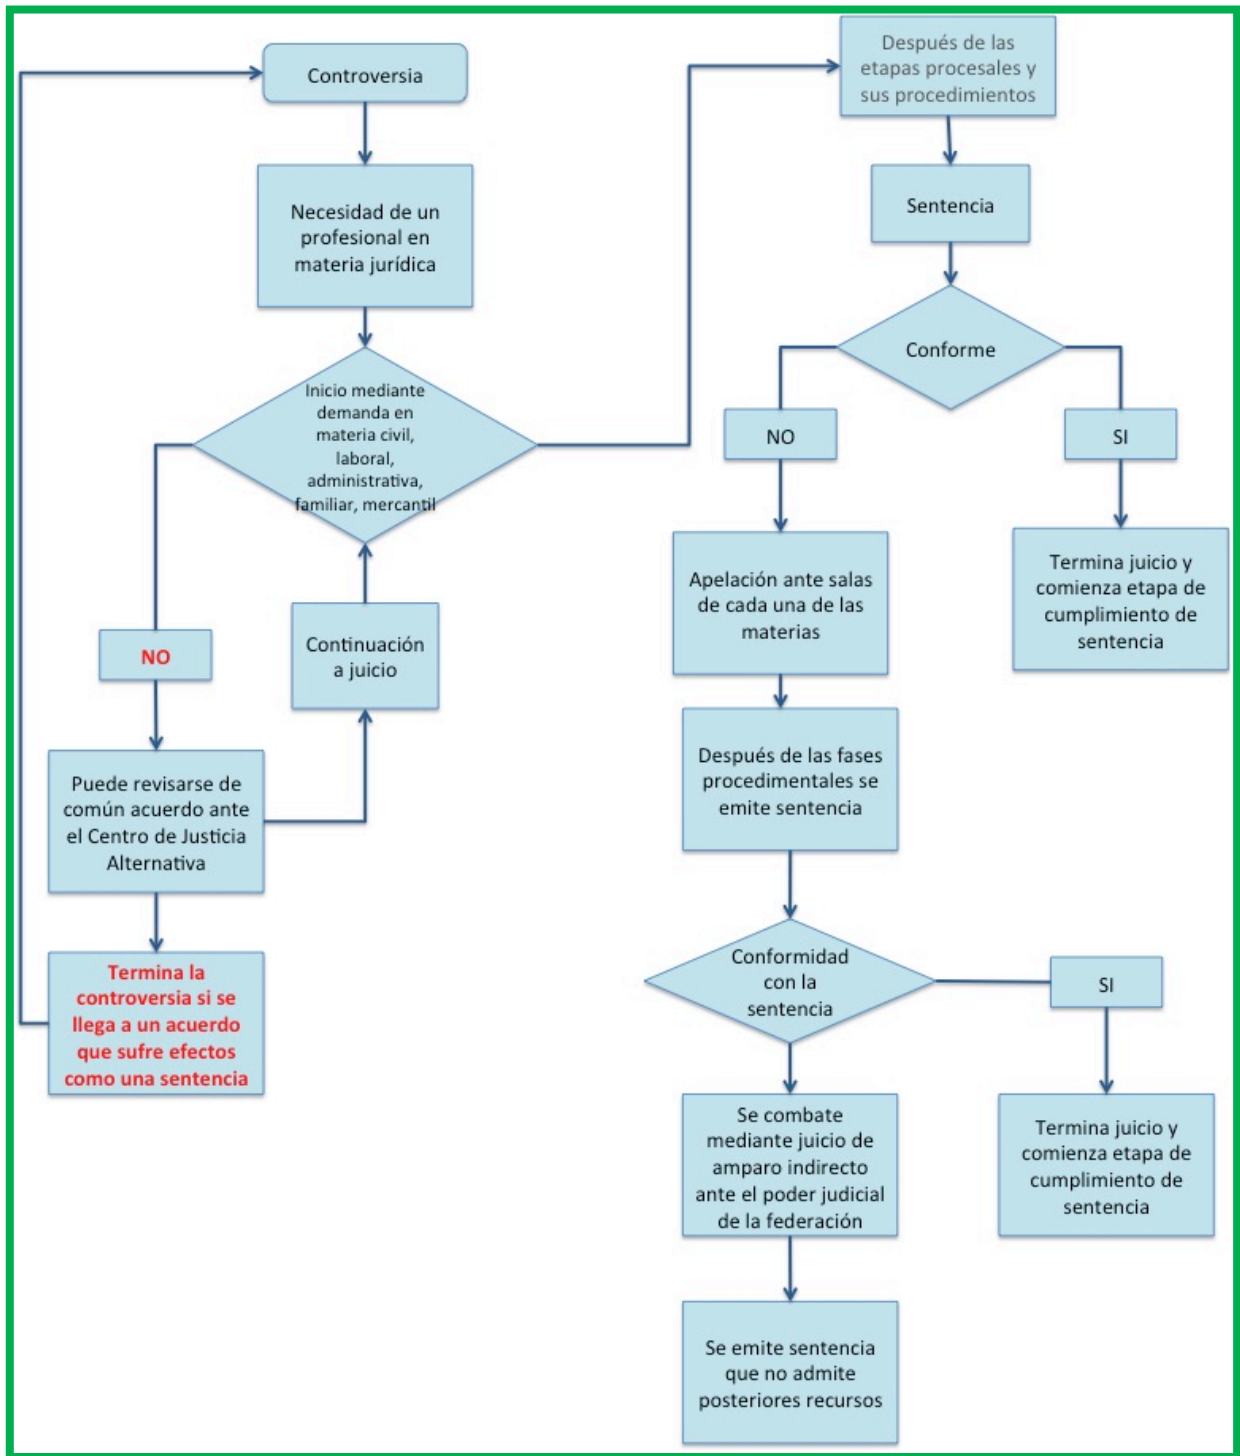 Controversia
Necesidad de un
profesional en
materia jurídica
Inicio mediante
demanda en
materia civil,
laboral,
administrativa,
familiar, mercantil
NO
Continuación
a juicio
Puede revisarse de
común acuerdo ante
el Centro de Justicia
Alternativa
Termina la
controversia si se
llega a un acuerdo
que sufre efectos
como una sentencia
Después de las
etapas procesales y
sus procedimientos
Sentencia
Conforme
NO
SI
Apelación ante salas
de cada una de las
materias
Termina juicio y
comienza etapa de
cumplimiento de
sentencia
Después de las fases
procedimentales se
emite sentencia
Conformidad
con la
sentencia
SI
Se combate
mediante juicio de
amparo indirecto
ante el poder judicial
de la federación
Termina juicio y
comienza etapa de
cumplimiento de
sentencia
Se emite sentencia
que no admite
posteriores recursos